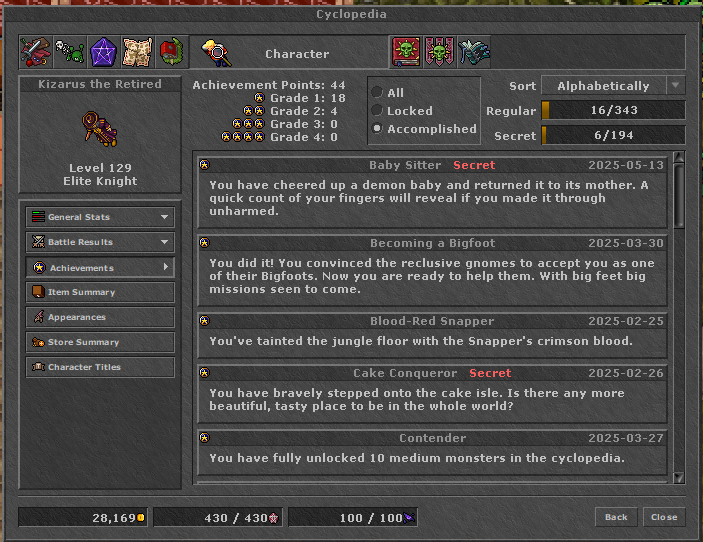 Cyclopedia
Character
Kizarus the Retired
Level 129
Elite Knight
General Stats
Battle Results
Achievements
Item Summary
Appearances
Store Summary
Character Titles
Achievement Points: 44
Grade 1: 18
Grade 2: 4
Grade 3: 0
Grade 4: 0
All
Locked
Accomplished
Sort Alphabetically
Regular 16/343
Secret 6/194
Baby Sitter Secret 2025-05-13
You have cheered up a demon baby and returned it to its mother. A
quick count of your fingers will reveal if you made it through
unharmed.
Becoming a Bigfoot 2025-03-30
You did it! You convinced the reclusive gnomes to accept you as one
of their Bigfoots. Now you are ready to help them. With big feet big
missions seen to come.
Blood-Red Snapper 2025-02-25
You've tainted the jungle floor with the Snapper's crimson blood.
Cake Conqueror Secret 2025-02-26
You have bravely stepped onto the cake isle. Is there any more
beautiful, tasty place to be in the whole world?
Contender 2025-03-27
You have fully unlocked 10 medium monsters in the cyclopedia.
28,169
430 / 430
100 / 100
Back
Close